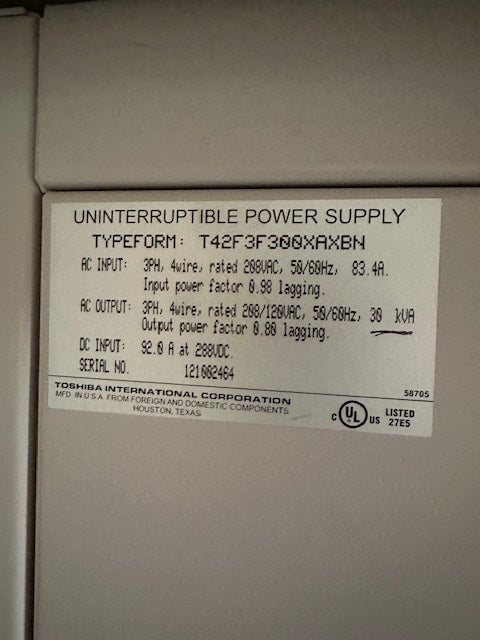 UNINTERRUPTIBLE POWER SUPPLY
TYPEFORM: T42F3F300XAXBN
AC INPUT: 3PH, 4wire, rated 208VAC, 50/60Hz, 83.4A.
Input power factor 0.98 lagging.
AC OUTPUT: 3PH, 4wire, rated 208/120VAC, 50/60Hz, 30 kVA
Output power factor 0.80 lagging.
DC INPUT: 92.0 A at 288VDC.
SERIAL NO. 121002464
TOSHIBA INTERNATIONAL CORPORATION 58705
MFD. IN U.S.A. FROM FOREIGN AND DOMESTIC COMPONENTS
HOUSTON, TEXAS
C UL US LISTED
27E5